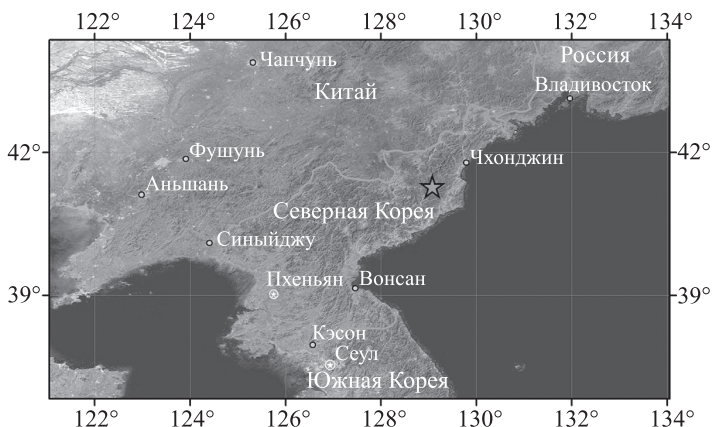 122° 124° 126° 128° 130° 132° 134°
Россия
Чанчунь
Китай
Владивосток
42° Фушунь Чхонджин 42°
Аньшань
Северная Корея
Синыйджу
Пхеньян Вонсан
39° 39°
Кэсон
Сеул
Южная Корея
122° 124° 126° 128° 130° 132° 134°